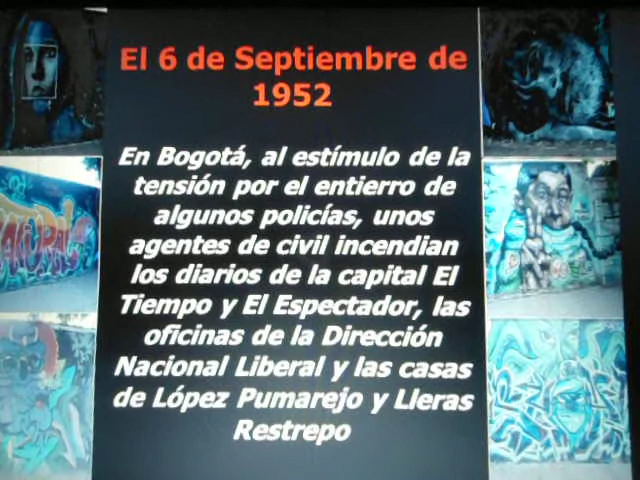 El 6 de Septiembre de
1952
En Bogotá, al estímulo de la
tensión por el entierro de
algunos policías, unos
agentes de civil incendian
los diarios de la capital El
Tiempo y El Espectador, las
oficinas de la Dirección
Nacional Liberal y las casas
de López Pumarejo y Lleras
Restrepo